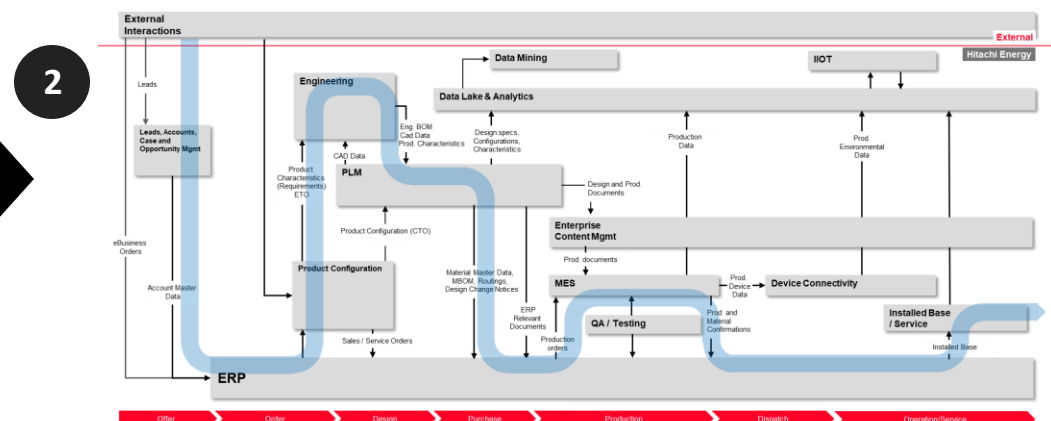 External
Interactions
External
Hitachi Energy
2
Data Mining
IIOT
Engineering
Leads
Data Lake & Analytics
Leads, Accounts,
Case and
Opportunity Mgmt
Eng. BOM
Cad Data
Prod. Characteristics
Design specs,
Configurations,
Characteristics
Production
Data
Prod.
Environmental
Data
CAD Data
PLM
Product
Characteristics
(Requirements)
ETO
Design and Prod.
Documents
Product Configuration (CTO)
Enterprise
Content Mgmt
eBusiness
Orders
Prod. documents
Product Configuration
Material Master Data,
MBOM, Routings,
Design Change Notices
MES
Prod.
Device
Data
Device Connectivity
Account Master
Data
ERP
Relevant
Documents
QA / Testing
Prod. and
Material
Confirmations
Installed Base
/ Service
Sales / Service Orders
Production
orders
Installed Base
ERP
Offer
Order
Design
Purchase
Production
Dispatch
Operation/Service